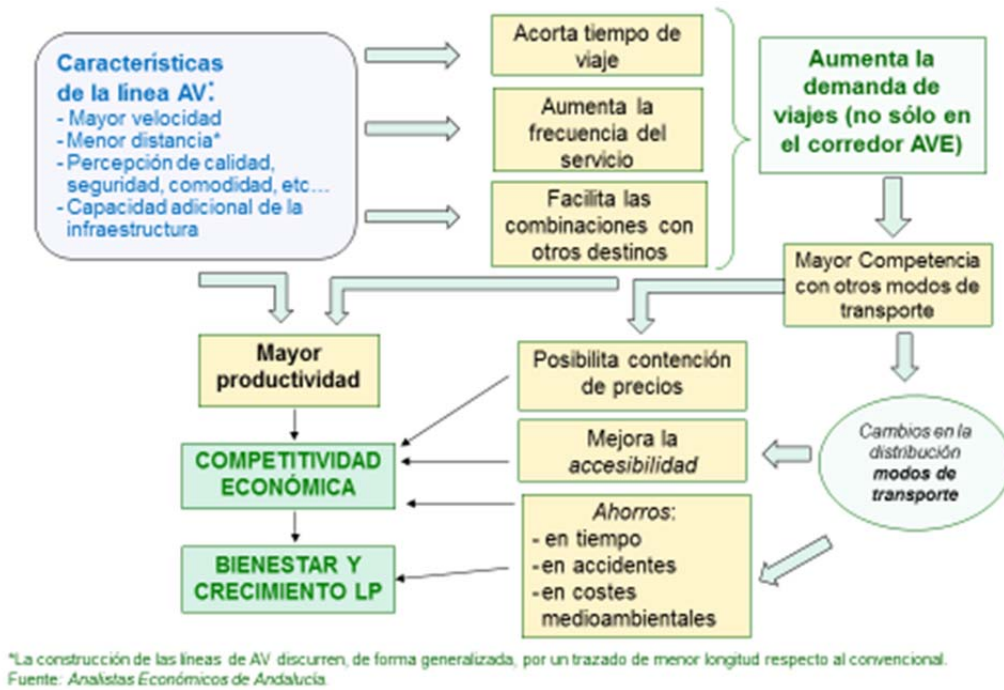 Características
de la línea AV:
- Mayor velocidad
- Menor distancia*
- Percepción de calidad,
seguridad, comodidad, etc...
- Capacidad adicional de la
infraestructura
Acorta tiempo de
viaje
Aumenta la
frecuencia del
servicio
Facilita las
combinaciones con
otros destinos
Aumenta la
demanda de
viajes (no sólo en
el corredor AVE)
Mayor Competencia
con otros modos de
transporte
Mayor
productividad
Posibilita contención
de precios
Cambios en la
distribución
modos de
transporte
COMPETITIVIDAD
ECONÓMICA
Mejora la
accesibilidad
Ahorros:
- en tiempo
- en accidentes
- en costes
medioambientales
BIENESTAR Y
CRECIMIENTO LP
*La construcción de las líneas de AV discurren, de forma generalizada, por un trazado de menor longitud respecto al convencional.
Fuente: Analistas Económicos de Andalucía.